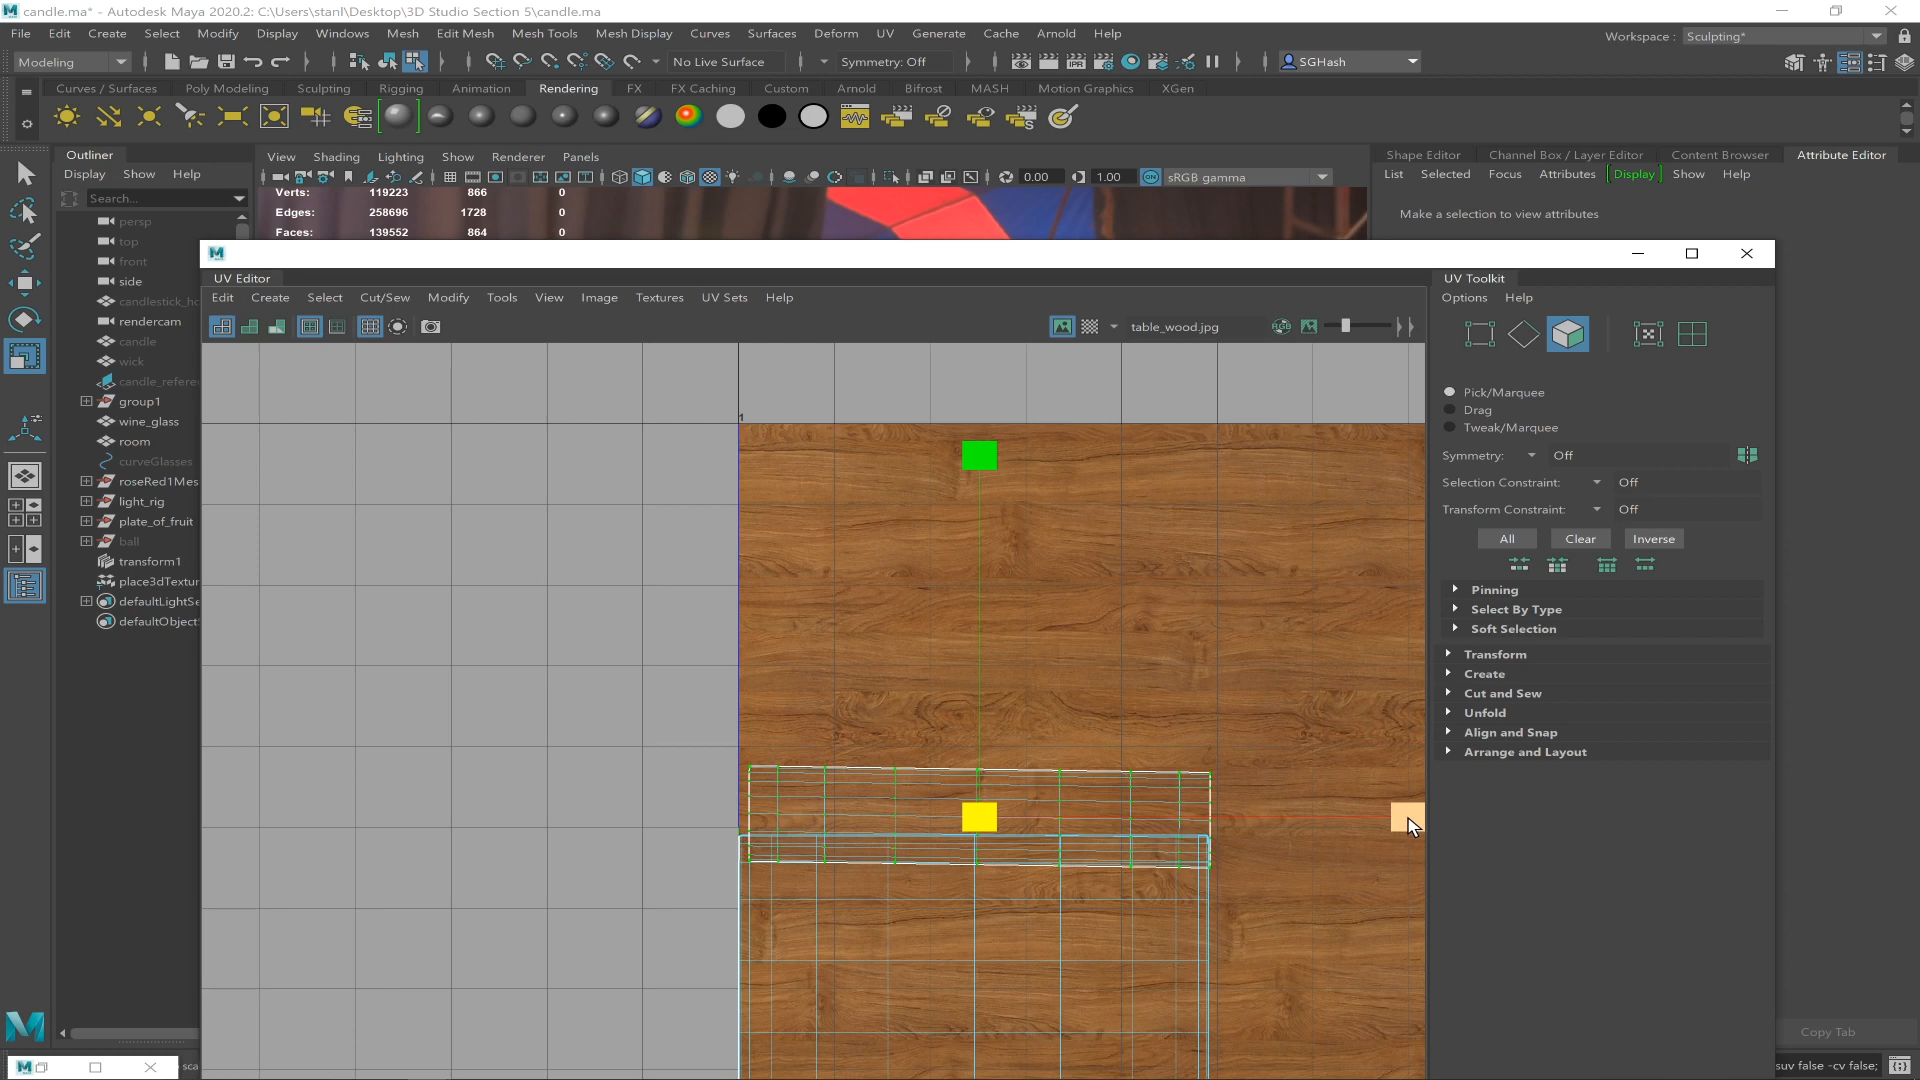 candle.ma* - Autodesk Maya 2020.2: C:\Users\stanl\Desktop\3D Studio Section 5\candle.ma
File Edit Create Select Modify Display Windows Mesh Edit Mesh Mesh Tools Mesh Display Curves Surfaces Deform UV Generate Cache Arnold Help
Workspace : Sculpting*
Modeling No Live Surface Symmetry: Off SGHash
Curves / Surfaces Poly Modeling Sculpting Rigging Animation Rendering FX FX Caching Custom Arnold Bifrost MASH Motion Graphics XGen
Outliner
Display Show Help
Search...
persp
top
front
side
candlestick_ho
rendercam
candle
wick
candle_refere
group1
wine_glass
room
curveGlasses
roseRed1Mes
light_rig
plate_of_fruit
ball
transform1
place3dTextur
defaultLightSe
defaultObject
View Shading Lighting Show Renderer Panels
0.00 1.00 ON sRGB gamma
Verts: 119223 866 0
Edges: 258696 1728 0
Faces: 139552 864 0
Shape Editor Channel Box / Layer Editor Content Browser Attribute Editor
List Selected Focus Attributes Display Show Help
Make a selection to view attributes
UV Editor
Edit Create Select Cut/Sew Modify Tools View Image Textures UV Sets Help
table_wood.jpg RGB
1
UV Toolkit
Options Help
Pick/Marquee
Drag
Tweak/Marquee
Symmetry: Off
Selection Constraint: Off
Transform Constraint: Off
All Clear Inverse
Pinning
Select By Type
Soft Selection
Transform
Create
Cut and Sew
Unfold
Align and Snap
Arrange and Layout
Copy Tab
sca
suv false -cv false;